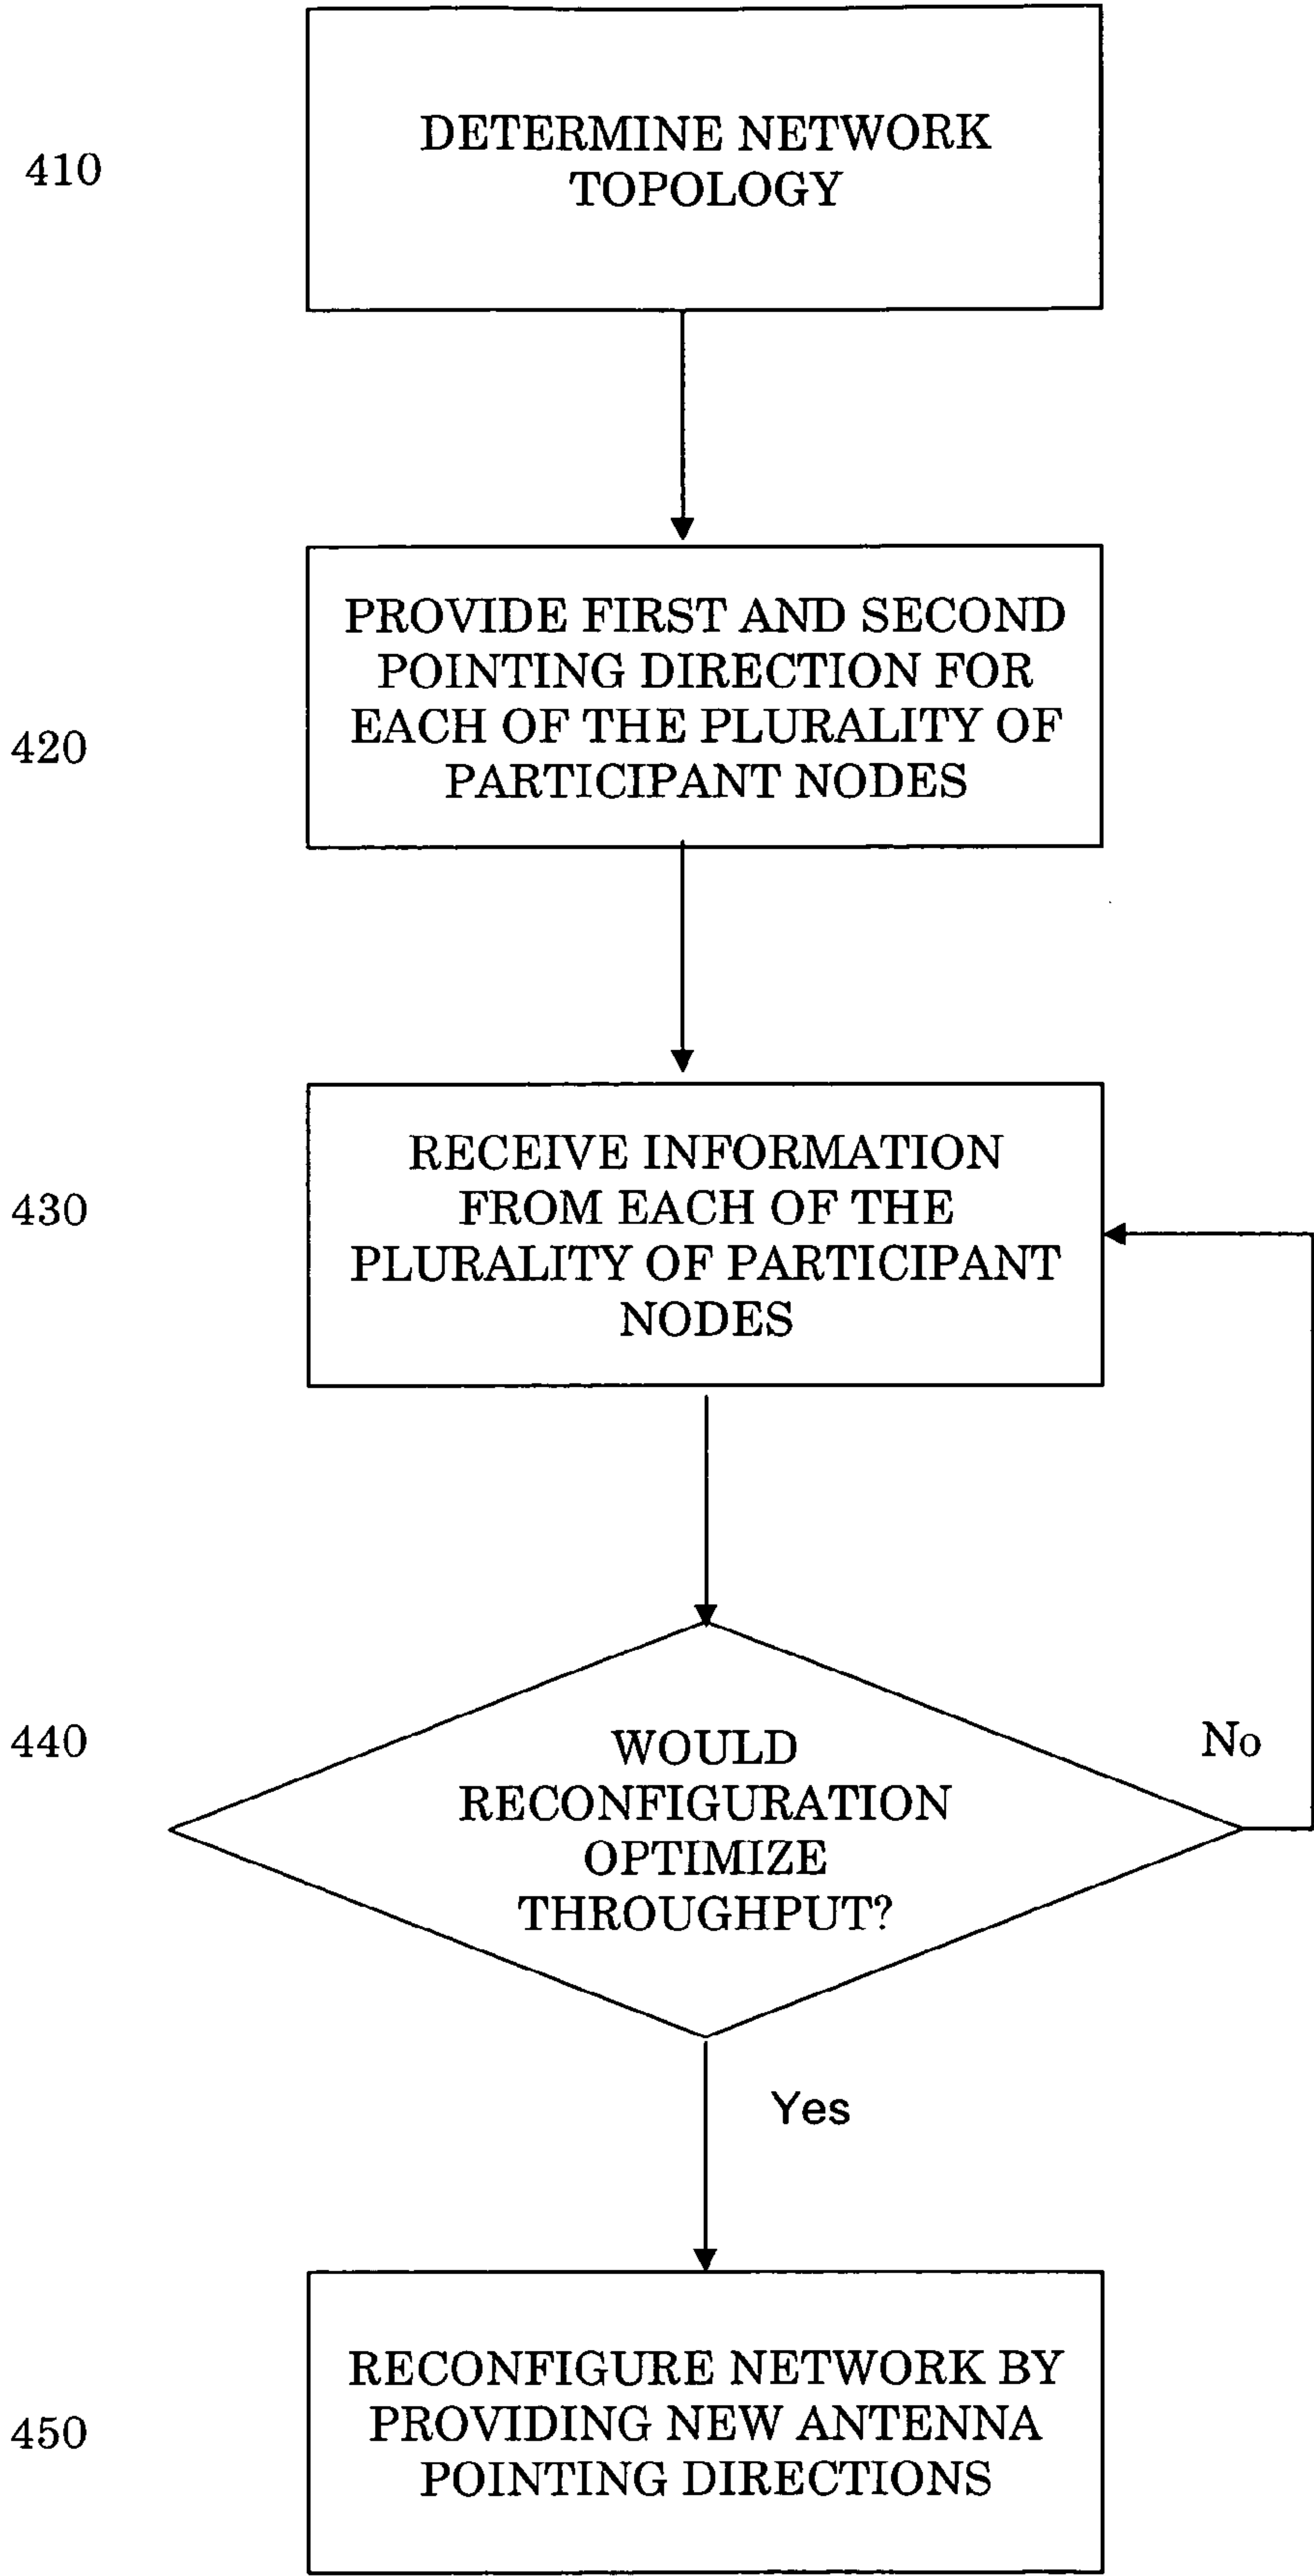 410
DETERMINE NETWORK
TOPOLOGY
420
PROVIDE FIRST AND SECOND
POINTING DIRECTION FOR
EACH OF THE PLURALITY OF
PARTICIPANT NODES
430
RECEIVE INFORMATION
FROM EACH OF THE
PLURALITY OF PARTICIPANT
NODES
440
WOULD
RECONFIGURATION
OPTIMIZE
THROUGHPUT?
No
Yes
450
RECONFIGURE NETWORK BY
PROVIDING NEW ANTENNA
POINTING DIRECTIONS